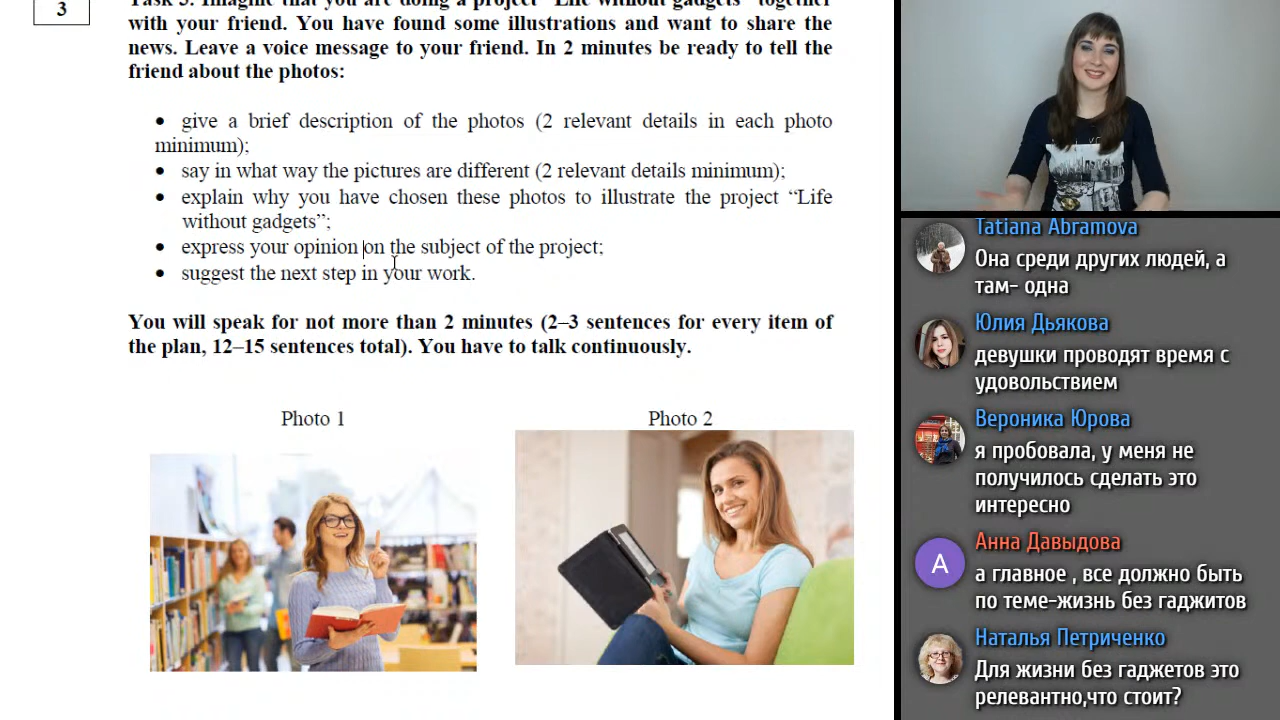 3
Task 3. Imagine that you are doing a project "Life without gadgets" together
with your friend. You have found some illustrations and want to share the
news. Leave a voice message to your friend. In 2 minutes be ready to tell the
friend about the photos:
• give a brief description of the photos (2 relevant details in each photo
minimum);
• say in what way the pictures are different (2 relevant details minimum);
• explain why you have chosen these photos to illustrate the project “Life
without gadgets”;
• express your opinion on the subject of the project;
• suggest the next step in your work.
You will speak for not more than 2 minutes (2–3 sentences for every item of
the plan, 12–15 sentences total). You have to talk continuously.
Photo 1
Photo 2
Tatiana Abramova
Она среди других людей, а
там- одна
Юлия Дьякова
девушки проводят время с
удовольствием
Вероника Юрова
я пробовала, у меня не
получилось сделать это
интересно
А
Анна Давыдова
а главное , все должно быть
по теме-жизнь без гаджитов
Наталья Петриченко
Для жизни без гаджетов это
релевантно,что стоит?